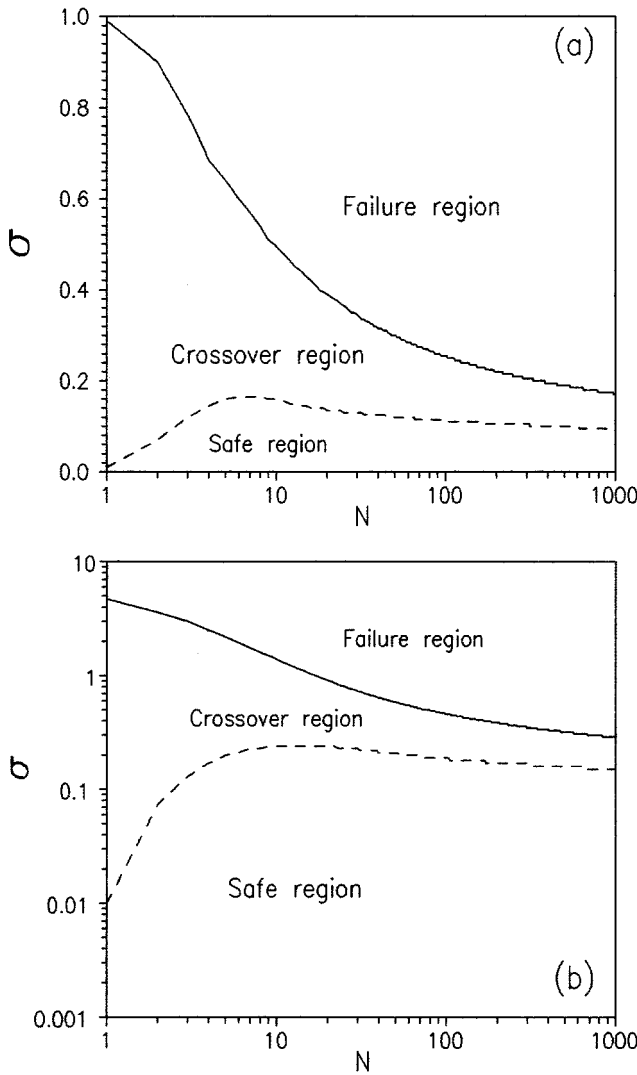 1.0
(a)
0.8
0.6
Failure region
σ
0.4
Crossover region
0.2
Safe region
0.0
1
10
100
1000
N
10
Failure region
1
Crossover region
σ
0.1
Safe region
0.01
(b)
0.001
1
10
100
1000
N